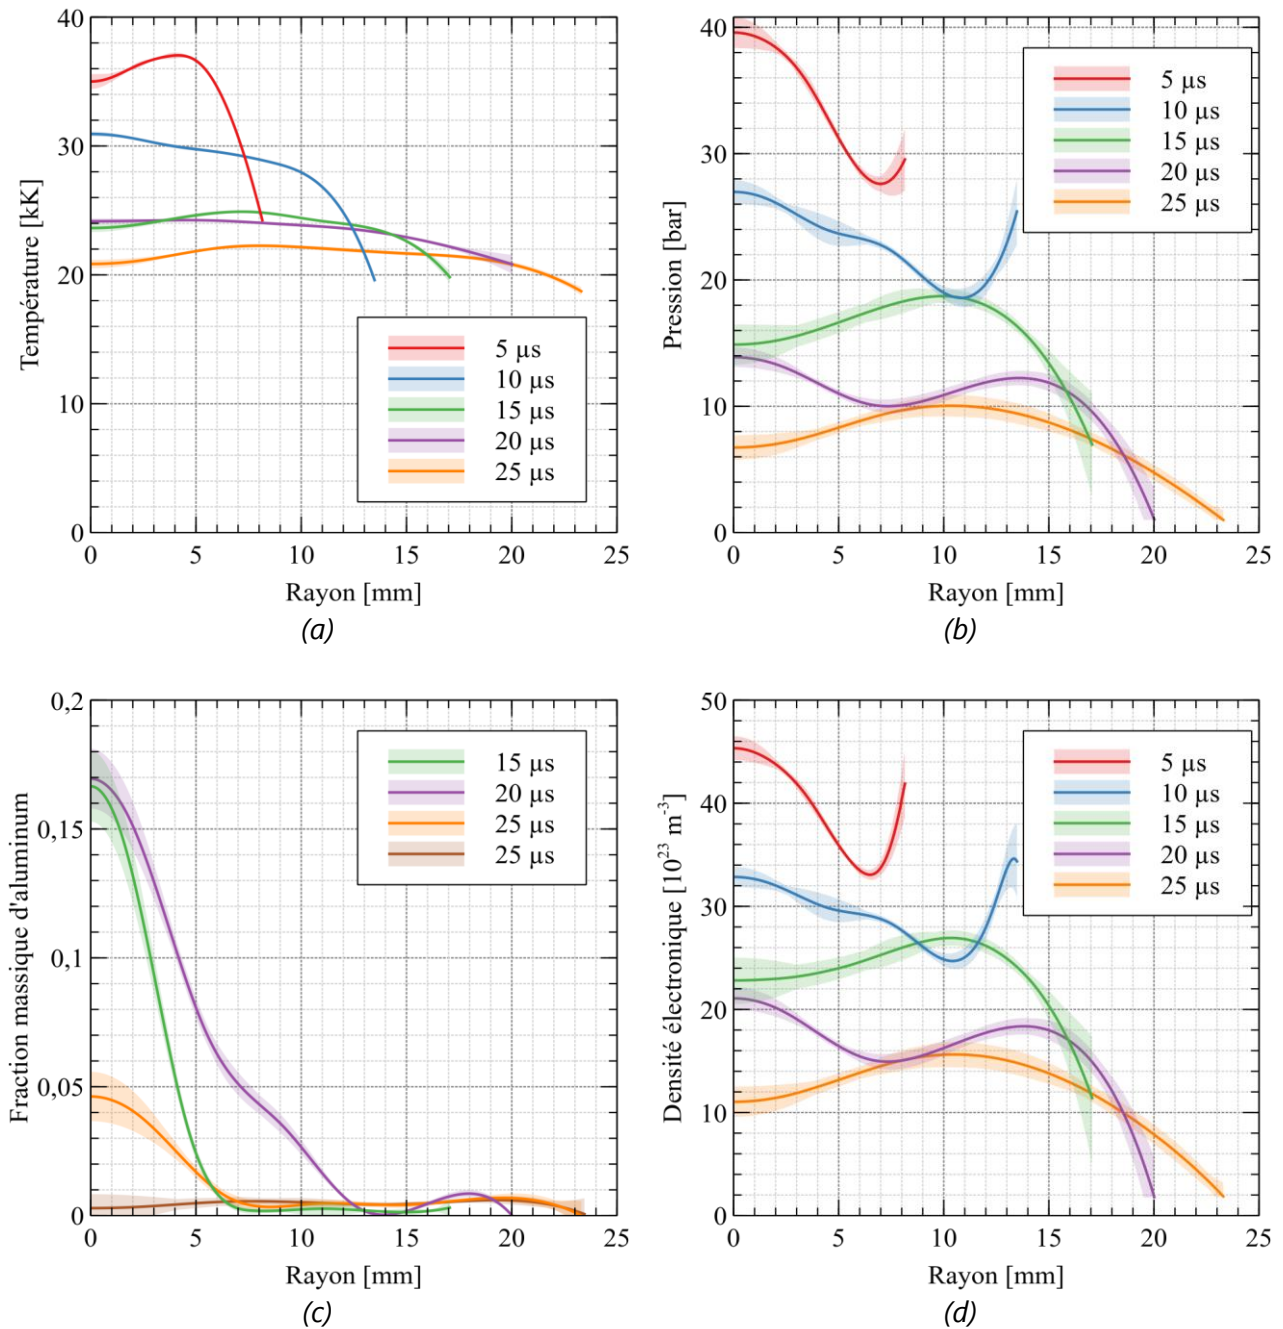 40
30
20
10
0
Température [kK]
5 µs
10 µs
15 µs
20 µs
25 µs
0 5 10 15 20 25
Rayon [mm]
(a)
40
30
20
10
0
Pression [bar]
5 µs
10 µs
15 µs
20 µs
25 µs
0 5 10 15 20 25
Rayon [mm]
(b)
0,2
0,15
0,1
0,05
0
Fraction massique d'aluminum
15 µs
20 µs
25 µs
25 µs
0 5 10 15 20 25
Rayon [mm]
(c)
50
40
30
20
10
0
Densité électronique [10²³ m⁻³]
5 µs
10 µs
15 µs
20 µs
25 µs
0 5 10 15 20 25
Rayon [mm]
(d)